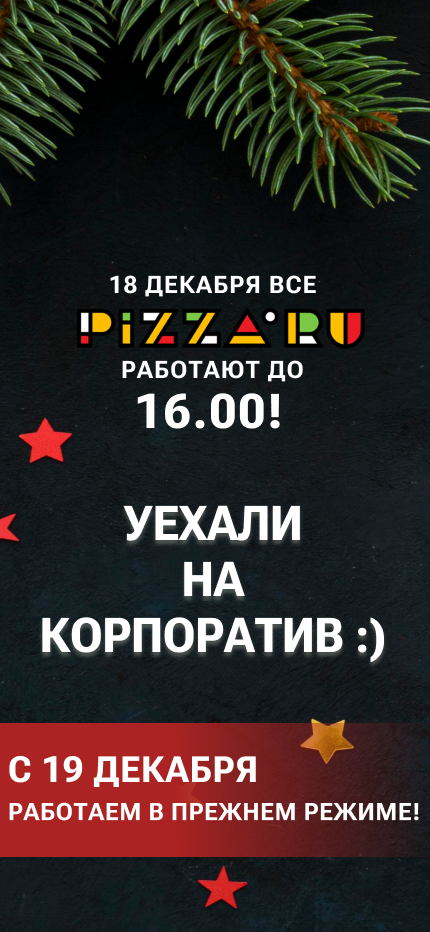 18 ДЕКАБРЯ ВСЕ
PIZZA°RU
РАБОТАЮТ ДО
16.00!
УЕХАЛИ
НА
КОРПОРАТИВ :)
С 19 ДЕКАБРЯ
РАБОТАЕМ В ПРЕЖНЕМ РЕЖИМЕ!